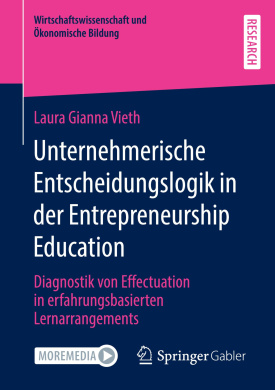 Wirtschaftswissenschaft und
Ökonomische Bildung
RESEARCH
Laura Gianna Vieth
Unternehmerische
Entscheidungslogik in
der Entrepreneurship
Education
Diagnostik von Effectuation
in erfahrungsbasierten
Lernarrangements
MOREMEDIA
Springer Gabler